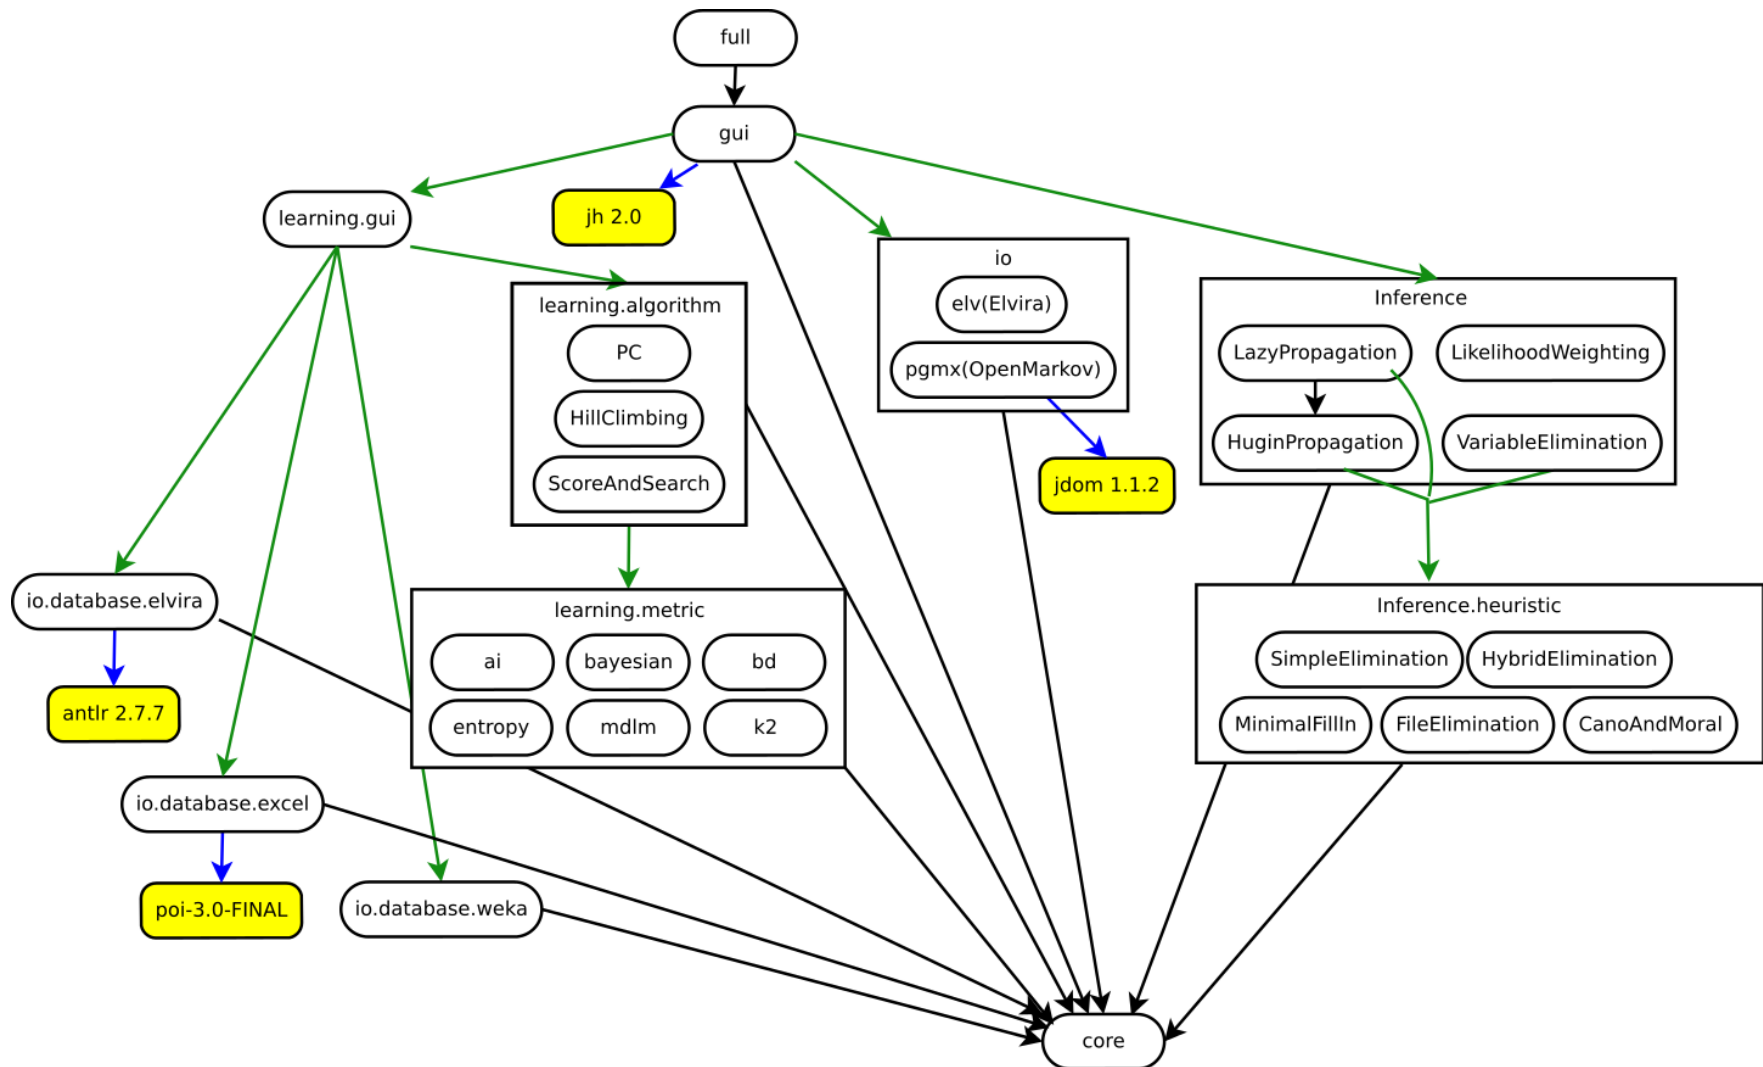 full
gui
learning.gui
jh 2.0
io
elv(Elvira)
pgmx(OpenMarkov)
jdom 1.1.2
learning.algorithm
PC
HillClimbing
ScoreAndSearch
Inference
LazyPropagation
LikelihoodWeighting
HuginPropagation
VariableElimination
io.database.elvira
antlr 2.7.7
learning.metric
ai
bayesian
bd
entropy
mdlm
k2
Inference.heuristic
SimpleElimination
HybridElimination
MinimalFillIn
FileElimination
CanoAndMoral
io.database.excel
poi-3.0-FINAL
io.database.weka
core